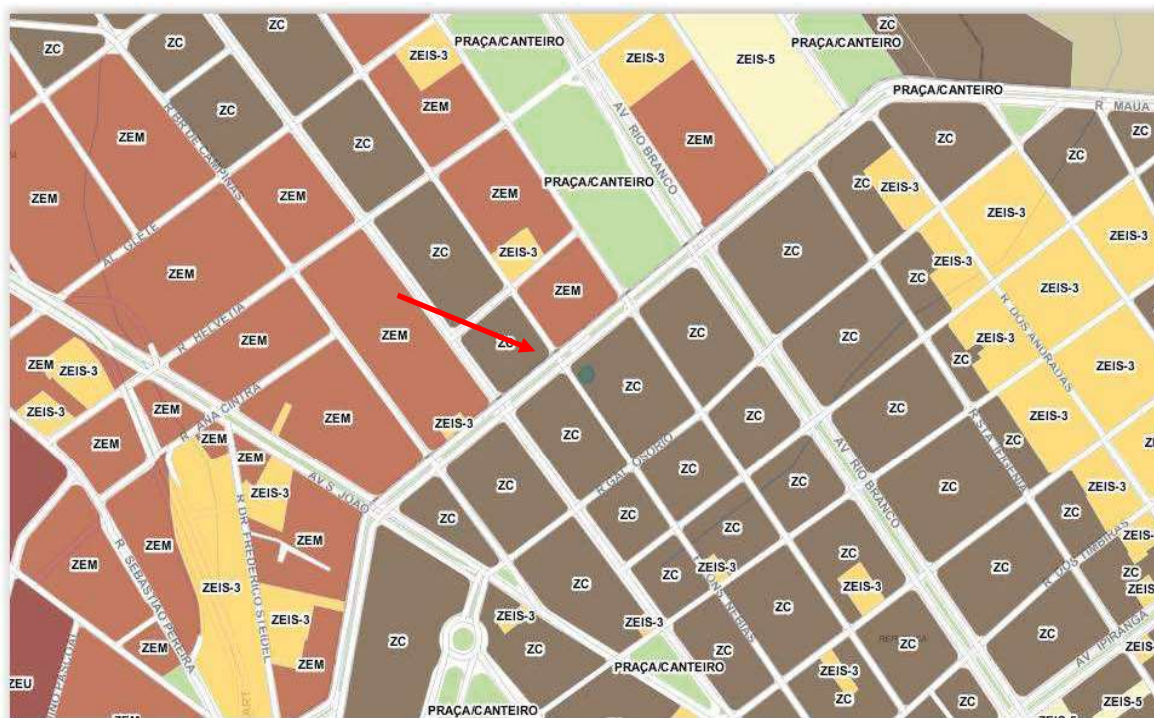 ZC
ZC
PRAÇA/CANTEIRO
PRAÇA/CANTEIRO
ZC
ZEIS-3
ZEIS-3
ZEIS-5
PRAÇA/CANTEIRO
ZC
ZEM
R. MAUA
ZEM
AV RIO BRANCO
ZC
ZEM
ZC
ZC
R BR DE CAMPINAS
PRAÇA/CANTEIRO
ZC
ZEIS-3
ZEM
ZEM
ZEM
ZEIS-3
ZEIS-3
ZC
ZEIS-3
ZC
AL GLETE
ZEM
ZEIS-3
ZC
ZEIS-3
ZEM
R. DOS ANDRADAS
R HELVETIA
ZEM
ZC
ZC
ZEIS-3
ZEM
ZC
ZC
ZEIS-3
ZEM
ZEIS-3
ZC
R. ANA CINTRA
ZEM
ZEM
ZC
ZC
ZEIS-3
ZEM
ZEM
ZEIS-3
ZC
R GAL OSORIO
AV RIO BRANCO
R STA EFIGENIA
ZC
ZEM
ZC
ZC
AV S JOAO
ZEIS-3
ZC
ZC
ZC
ZEIS-3
R. DR. FREDERICO STEIDEL
ZC
ZC
ZC
ZEM
ZEM
R. DOS TIMBIRAS
ZEIS-3
ZC
ZEM
R SEBASTIAO PEREIRA
ZC
ZC
ZEIS-3
ZEIS-3
ZC
ZC
ZEIS-3
ZC
ZEIS-3
ZEIS-3
ZEIS-3
ZC
ZC
AV IPIRANGA
ZEM
ZEM
ZC
ZC
ZC
ZEU
PRAÇA/CANTEIRO
ZEIS-3
ZC
ZEIS-5
PRAÇA/CANTEIRO